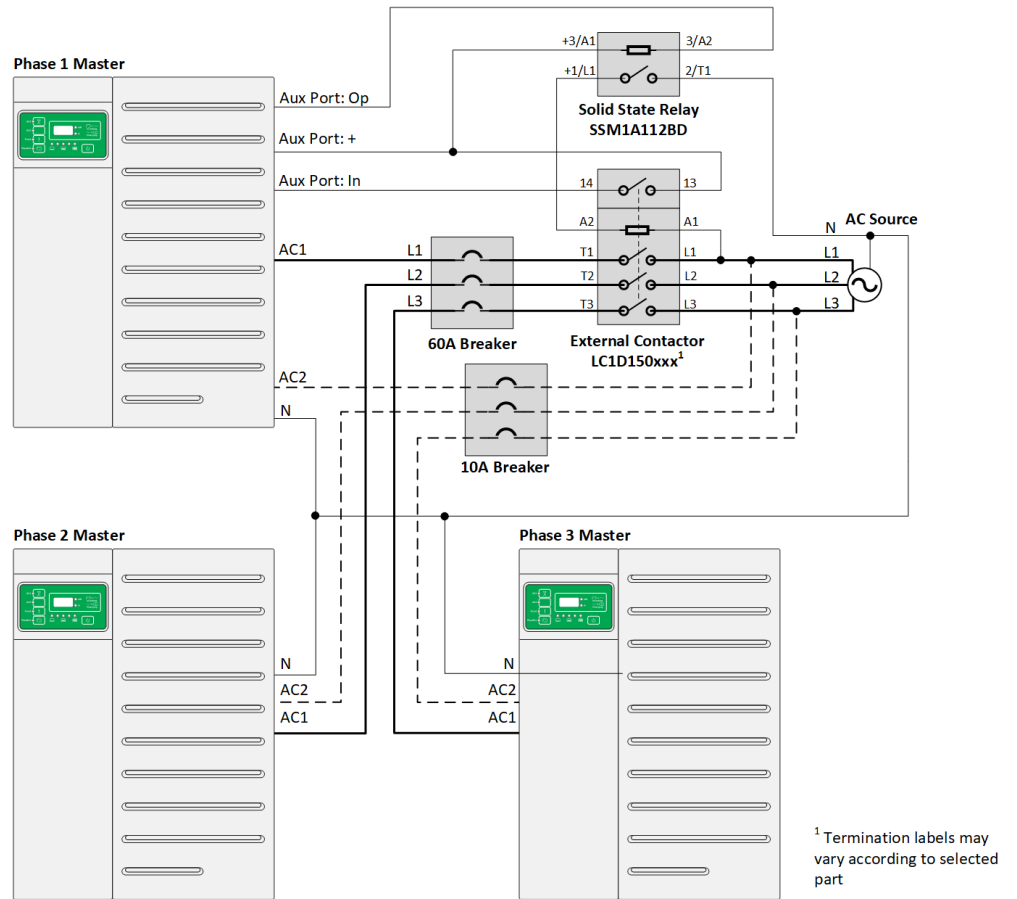 +3/A1
3/A2
Phase 1 Master
+1/L1
2/T1
Aux Port: Op
Solid State Relay
SSM1A112BD
Aux Port: +
Aux Port: In
14
13
A2
A1
AC Source
N
AC1
L1
T1
L1
L1
L2
T2
L2
L2
L3
T3
L3
L3
60A Breaker
External Contactor
LC1D150xxx1
AC2
N
10A Breaker
Phase 2 Master
Phase 3 Master
N
N
AC2
AC2
AC1
AC1
1 Termination labels may
vary according to selected
part